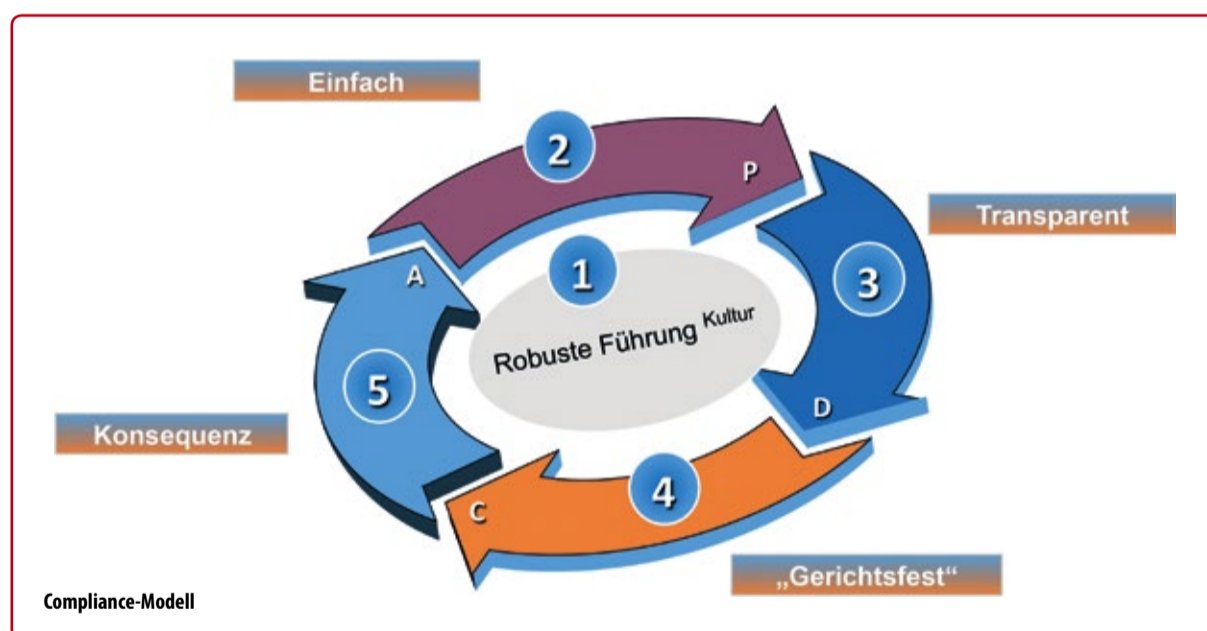 Einfach
2
P
Transparent
1
A
3
Robuste Führung Kultur
5
D
Konsequenz
4
C
„Gerichtsfest“
Compliance-Modell